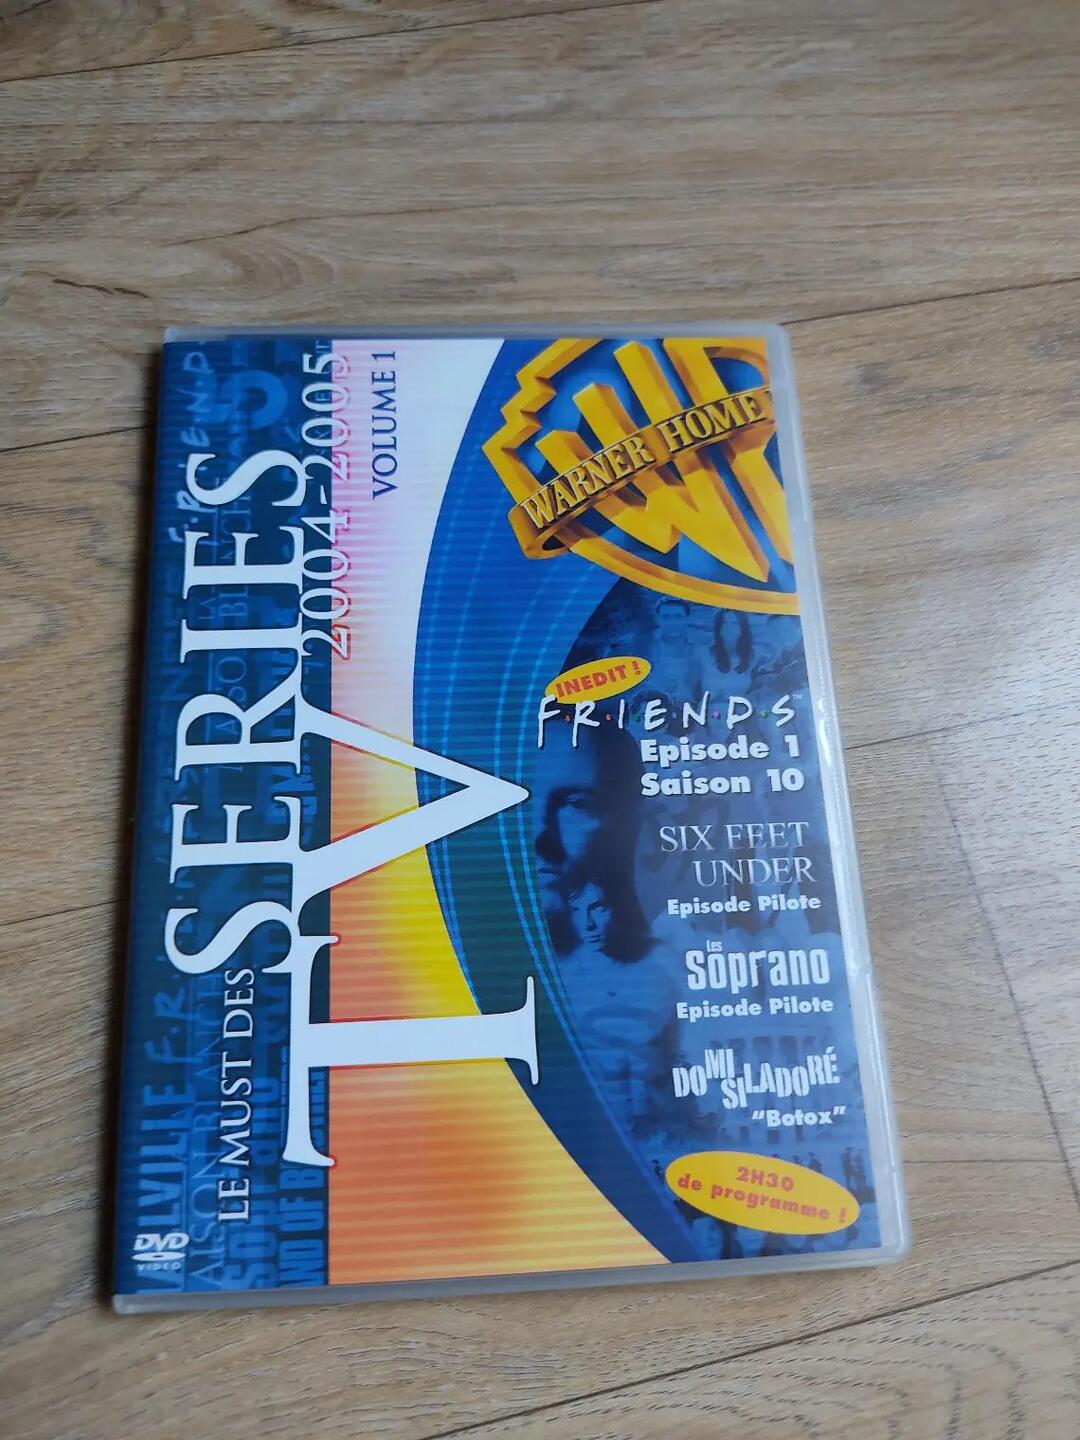 LE MUST DES
SERIES
TV
2004-2005
VOLUME 1
WARNER HOME
INEDIT !
F·R·I·E·N·D·S™
Episode 1
Saison 10
SIX FEET
UNDER
Episode Pilote
les
Soprano
Episode Pilote
DOMISILADORÉ
"Botox"
2H30
de programme !
DVD
VIDEO